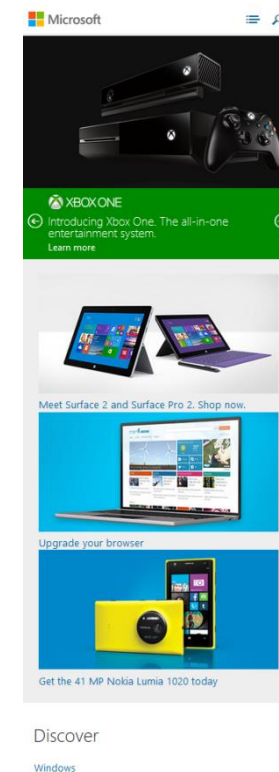 Microsoft
XBOX ONE
Introducing Xbox One. The all-in-one
entertainment system.
Learn more
Meet Surface 2 and Surface Pro 2. Shop now.
Upgrade your browser
Get the 41 MP Nokia Lumia 1020 today
Discover
Windows